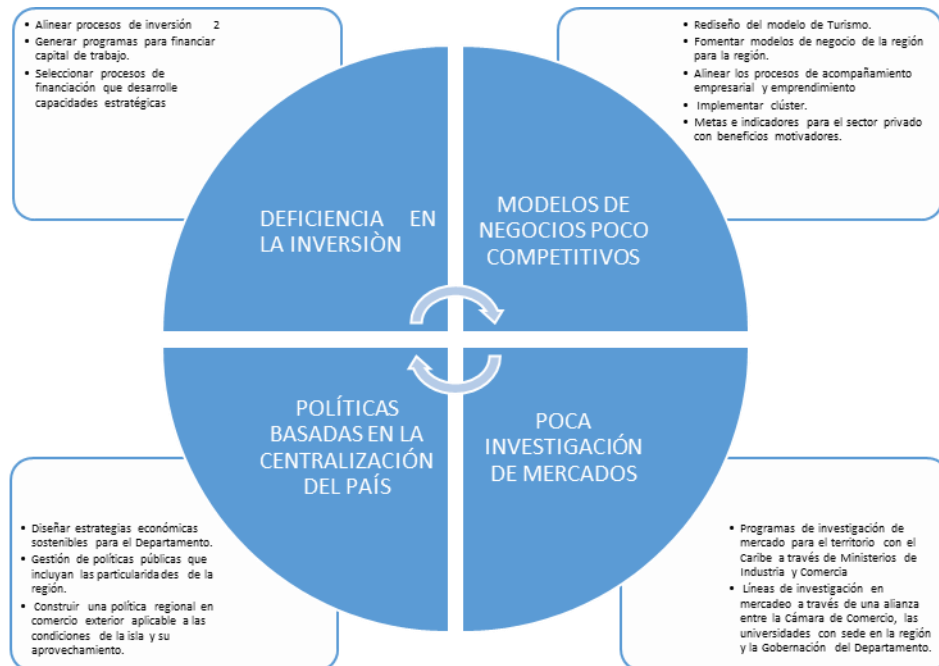 ▪ Alinear procesos de inversión 2
▪ Generar programas para financiar
capital de trabajo.
▪ Seleccionar procesos de
financiación que desarrolle
capacidades estratégicas
▪ Rediseño del modelo de Turismo.
▪ Fomentar modelos de negocio de la región
para la región.
▪ Alinear los procesos de acompañamiento
empresarial y emprendimiento
▪ Implementar clúster.
▪ Metas e indicadores para el sector privado
con beneficios motivadores.
DEFICIENCIA EN
LA INVERSIÒN
MODELOS DE
NEGOCIOS POCO
COMPETITIVOS
POLÍTICAS
BASADAS EN LA
CENTRALIZACIÓN
DEL PAÍS
POCA
INVESTIGACIÓN
DE MERCADOS
▪ Diseñar estrategias económicas
sostenibles para el Departamento.
▪ Gestión de políticas públicas que
incluyan las particularidades de la
región.
▪ Construir una política regional en
comercio exterior aplicable a las
condiciones de la isla y su
aprovechamiento.
▪ Programas de investigación de
mercado para el territorio con el
Caribe a través de Ministerios de
Industria y Comercia
▪ Líneas de investigación en
mercadeo a través de una alianza
entre la Cámara de Comercio, las
universidades con sede en la región
y la Gobernación del Departamento.